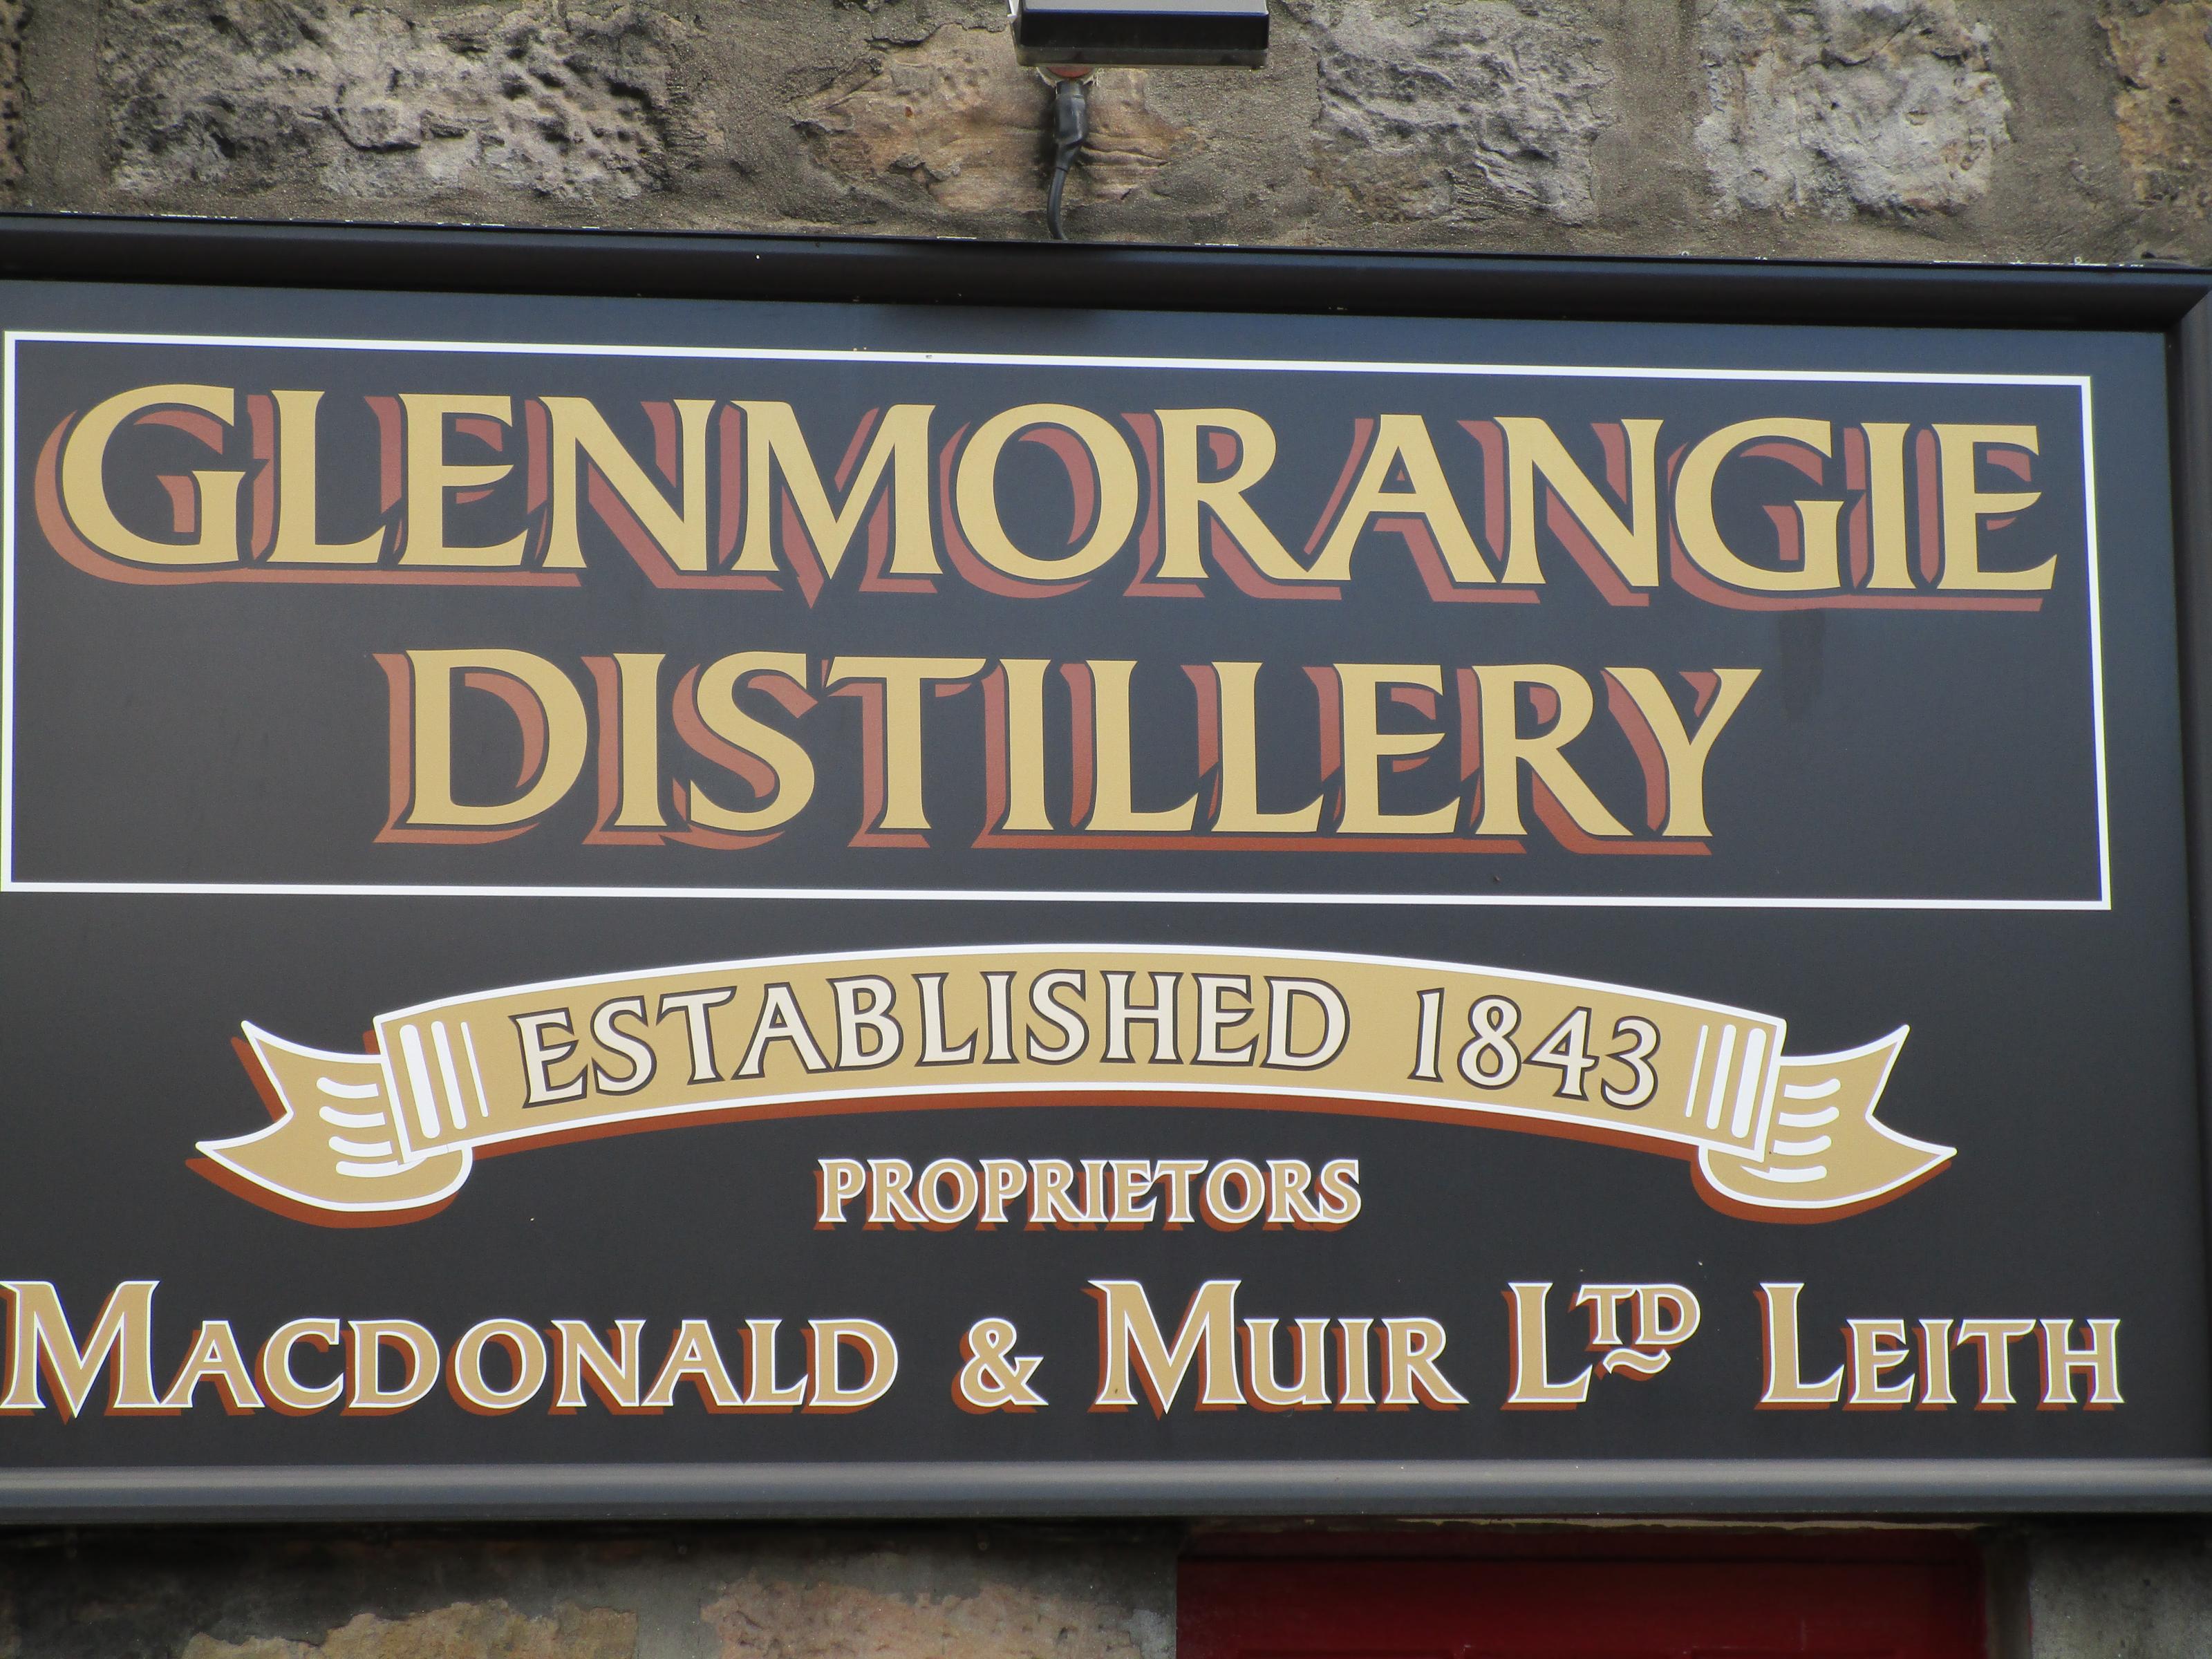 GLENMORANGIE
DISTILLERY
ESTABLISHED 1843
PROPRIETORS
MACDONALD & MUIR LTD LEITH